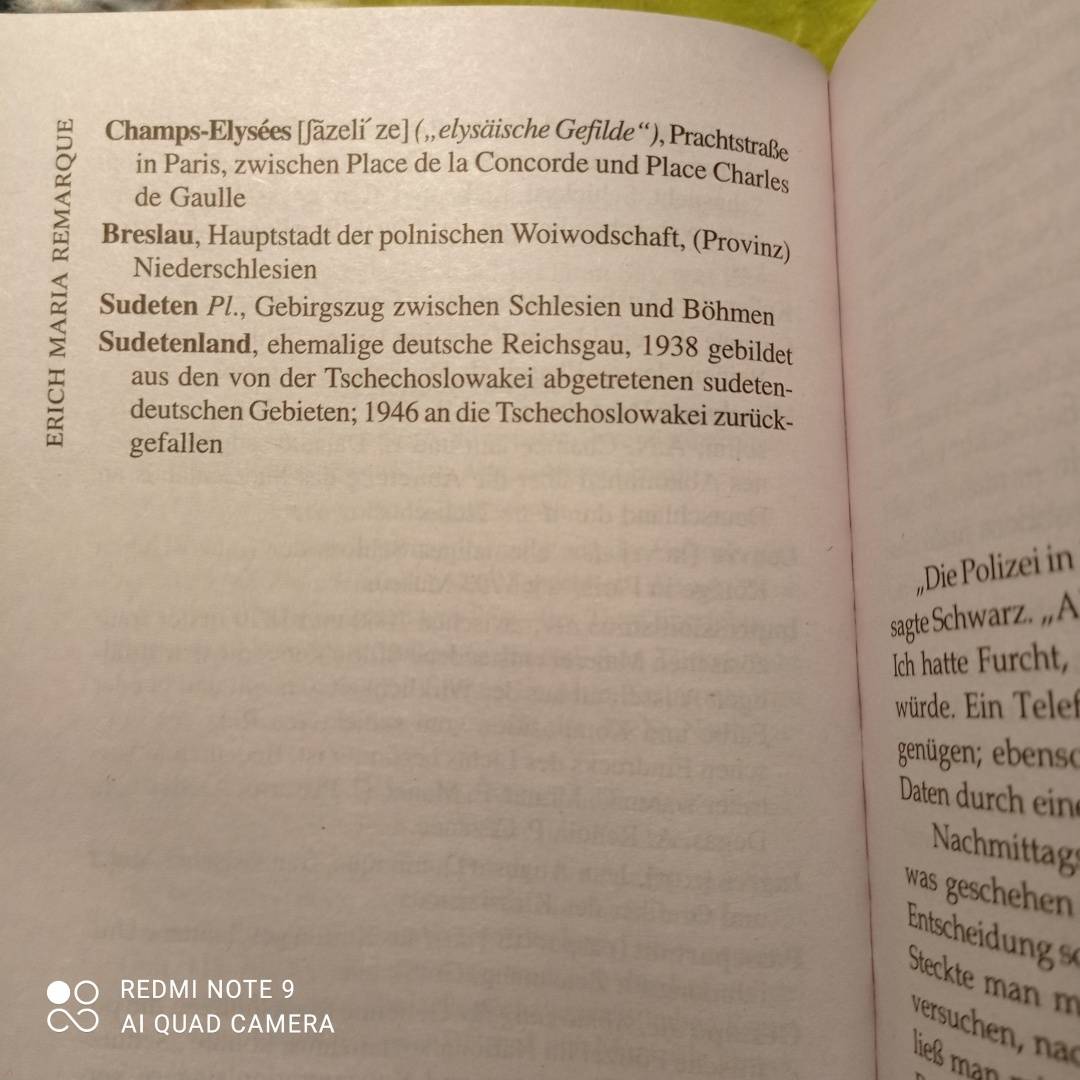 ERICH MARIA REMARQUE
Champs-Elysées [ʃãzeli´ze] („elysäische Gefilde“), Prachtstraße
in Paris, zwischen Place de la Concorde und Place Charles
de Gaulle
Breslau, Hauptstadt der polnischen Woiwodschaft, (Provinz)
Niederschlesien
Sudeten Pl., Gebirgszug zwischen Schlesien und Böhmen
Sudetenland, ehemalige deutsche Reichsgau, 1938 gebildet
aus den von der Tschechoslowakei abgetretenen sudeten-
deutschen Gebieten; 1946 an die Tschechoslowakei zurück-
gefallen
„Die Polizei in
sagte Schwarz. „A
Ich hatte Furcht,
würde. Ein Telef
genügen; ebenso
Daten durch eine
Nachmittags
was geschehen
Entscheidung so
Steckte man m
versuchen, nac
ließ man
REDMI NOTE 9
AI QUAD CAMERA